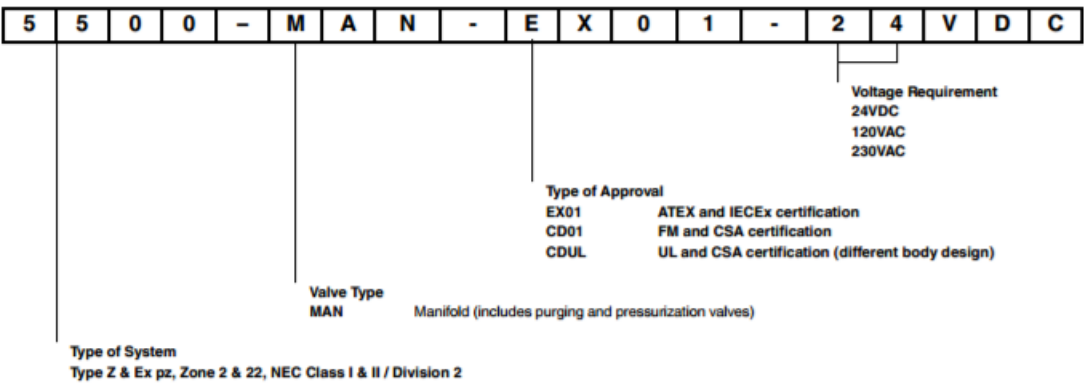 5500–MAN-EX01-24VDC
Voltage Requirement
24VDC
120VAC
230VAC
Type of Approval
EX01 ATEX and IECEx certification
CD01 FM and CSA certification
CDUL UL and CSA certification (different body design)
Valve Type
MAN Manifold (includes purging and pressurization valves)
Type of System
Type Z & Ex pz, Zone 2 & 22, NEC Class I & II / Division 2